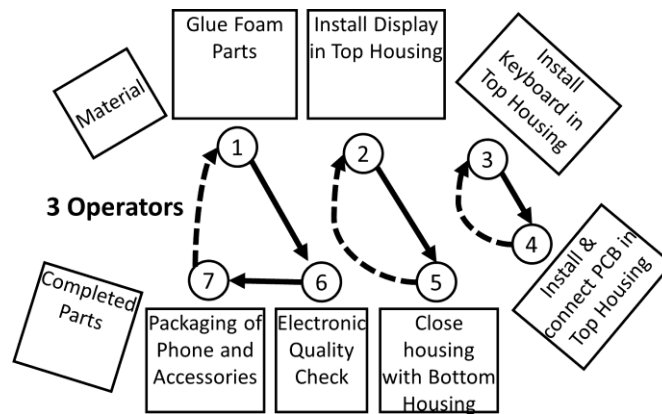 Glue Foam
Parts
Install Display
in Top Housing
Install
Keyboard in
Top Housing
Material
1
2
3
3 Operators
4
7
6
5
Completed
Parts
Packaging of
Phone and
Accessories
Electronic
Quality
Check
Close
housing
with Bottom
Housing
Install &
connect PCB in
Top Housing